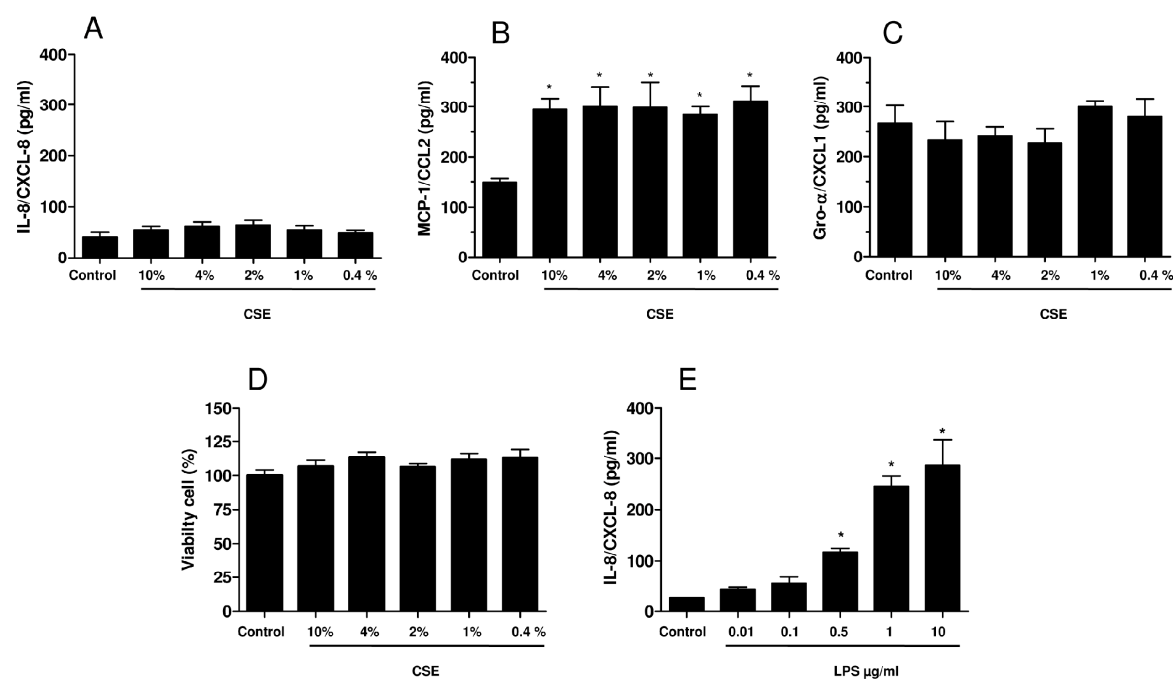 A
IL-8/CXCL-8 (pg/ml)
400
300
200
100
0
Control 10% 4% 2% 1% 0.4 %
CSE
B
MCP-1/CCL2 (pg/ml)
400
300
200
100
0
* * * * *
Control 10% 4% 2% 1% 0.4 %
CSE
C
Gro-α/CXCL1 (pg/ml)
400
300
200
100
0
Control 10% 4% 2% 1% 0.4 %
CSE
D
Viabilty cell (%)
150
125
100
75
50
25
0
Control 10% 4% 2% 1% 0.4 %
CSE
E
IL-8/CXCL-8 (pg/ml)
400
300
200
100
0
* * *
Control 0.01 0.1 0.5 1 10
LPS µg/ml